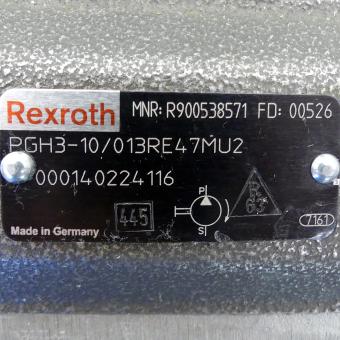 Rexroth MNR: R900538571 FD: 00526
PGH3-10/013RE47MU2
000140224116
445 P S 7161
Made in Germany